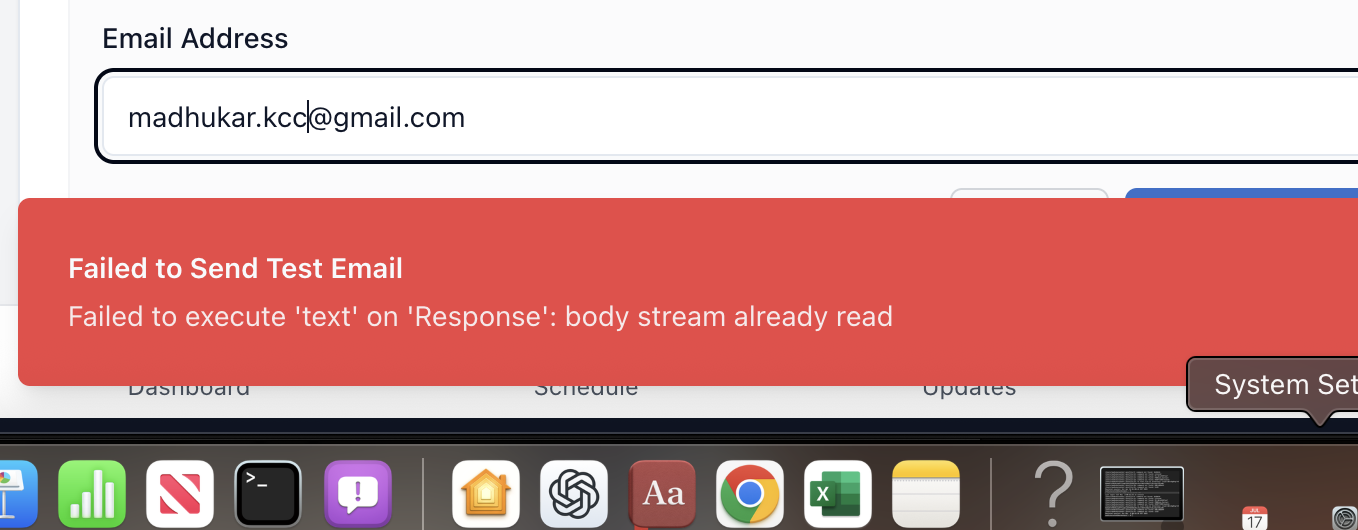 Email Address
madhukar.kcc@gmail.com
Failed to Send Test Email
Failed to execute 'text' on 'Response': body stream already read
Dashboard
Schedule
Updates
System Set
>_
!
Aa
X
?
JUL
17